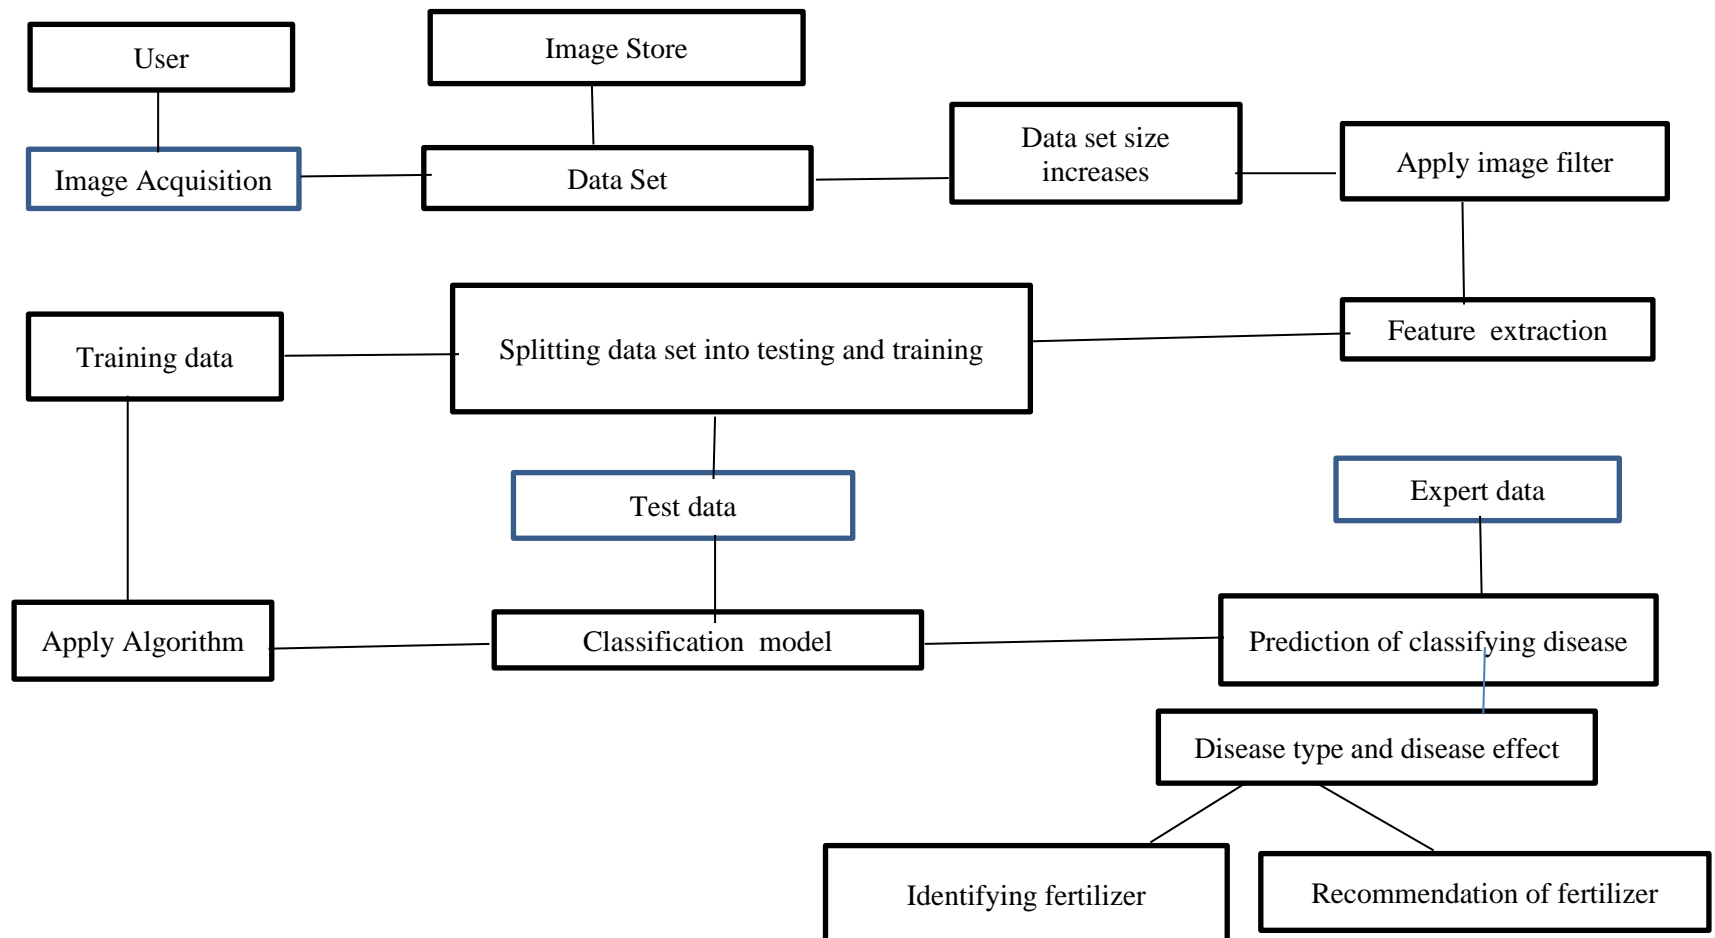 User
Image Store
Image Acquisition
Data Set
Data set size
increases
Apply image filter
Training data
Splitting data set into testing and training
Feature  extraction
Test data
Expert data
Apply Algorithm
Classification  model
Prediction of classifying disease
Disease type and disease effect
Identifying fertilizer
Recommendation of fertilizer